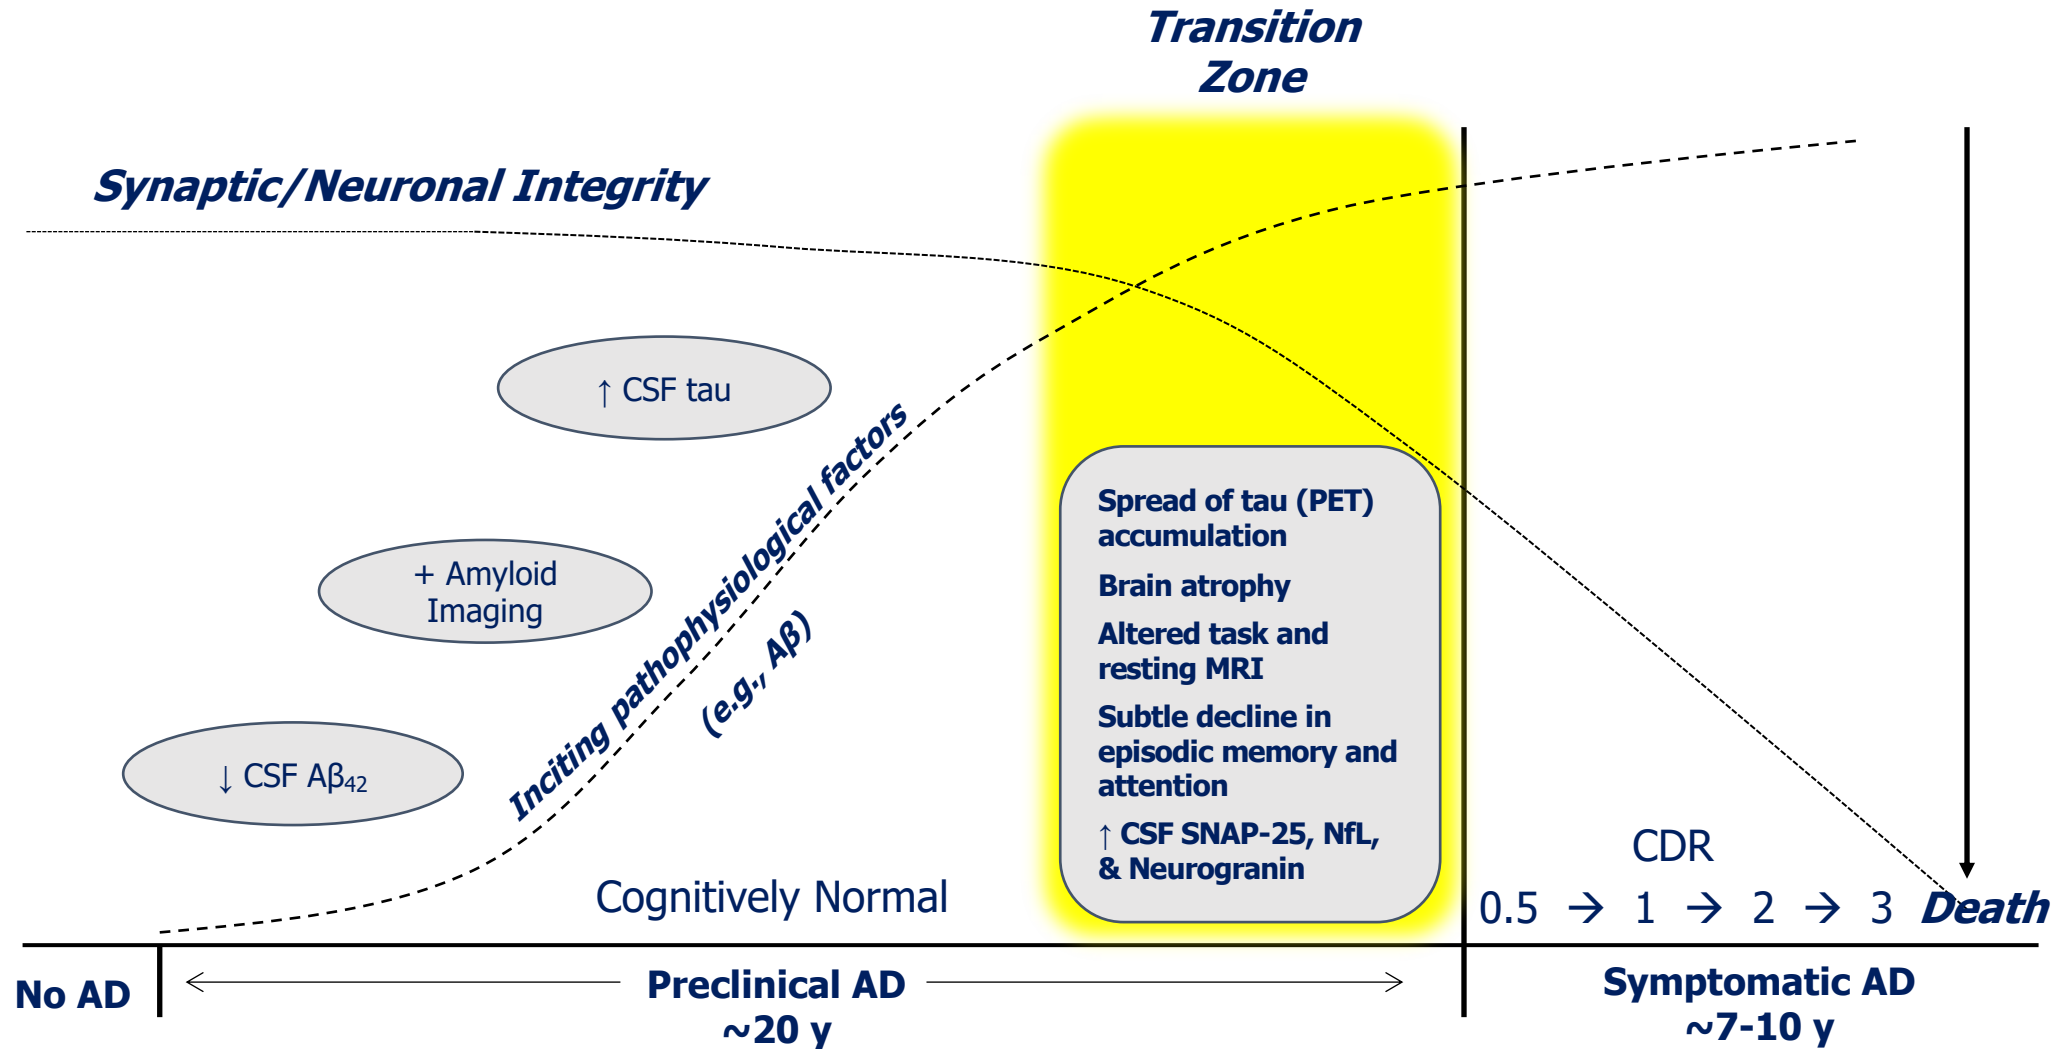 Transition
Zone
Synaptic/Neuronal Integrity
↑ CSF tau
+ Amyloid
Imaging
↓ CSF Aβ₄₂
Inciting pathophysiological factors
(e.g., Aβ)
Spread of tau (PET)
accumulation
Brain atrophy
Altered task and
resting MRI
Subtle decline in
episodic memory and
attention
↑ CSF SNAP-25, NfL,
& Neurogranin
Cognitively Normal
CDR
0.5 → 1 → 2 → 3 Death
No AD
Preclinical AD
~20 y
Symptomatic AD
~7-10 y